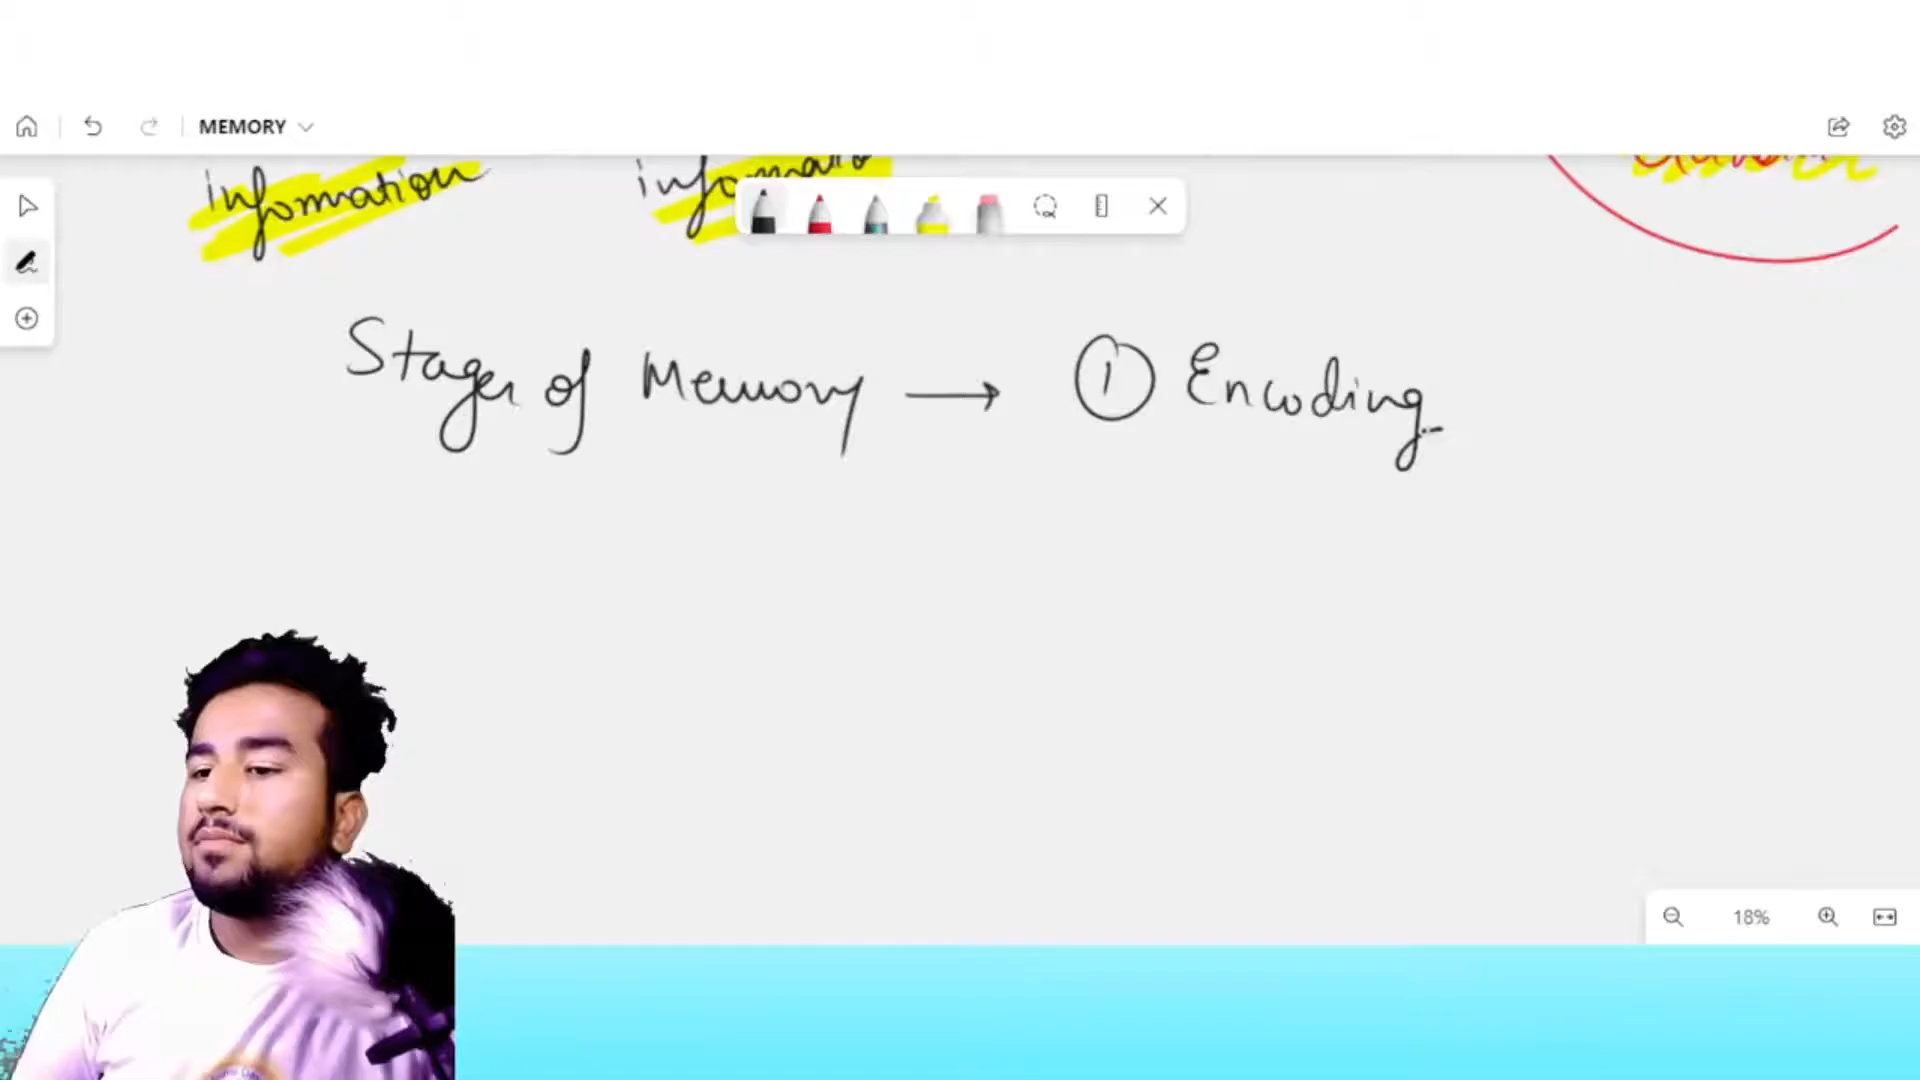 MEMORY
Information
Stages of Memory → ① Encoding
18%